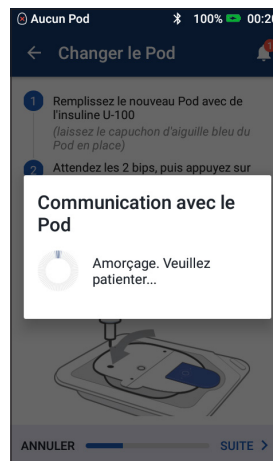 Aucun Pod
100%
Changer le Pod
1 Remplissez le nouveau Pod avec de
l'insuline U-100
(laissez le capuchon d'aiguille bleu du
Pod en place)
2 Attendez les 2 bips, puis appuyez sur
Communication avec le
Pod
Amorçage. Veuillez
patienter...
ANNULER
SUITE